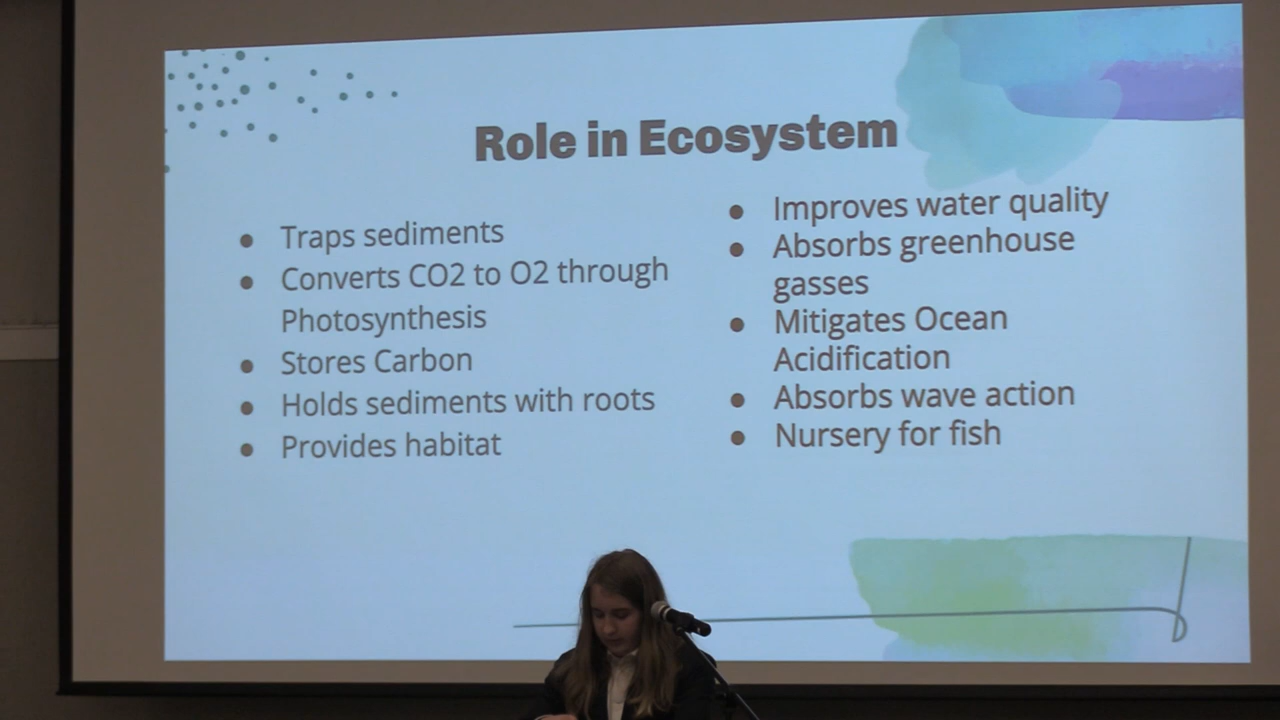 Role in Ecosystem
● Traps sediments
● Converts CO2 to O2 through
Photosynthesis
● Stores Carbon
● Holds sediments with roots
● Provides habitat
● Improves water quality
● Absorbs greenhouse
gasses
● Mitigates Ocean
Acidification
● Absorbs wave action
● Nursery for fish